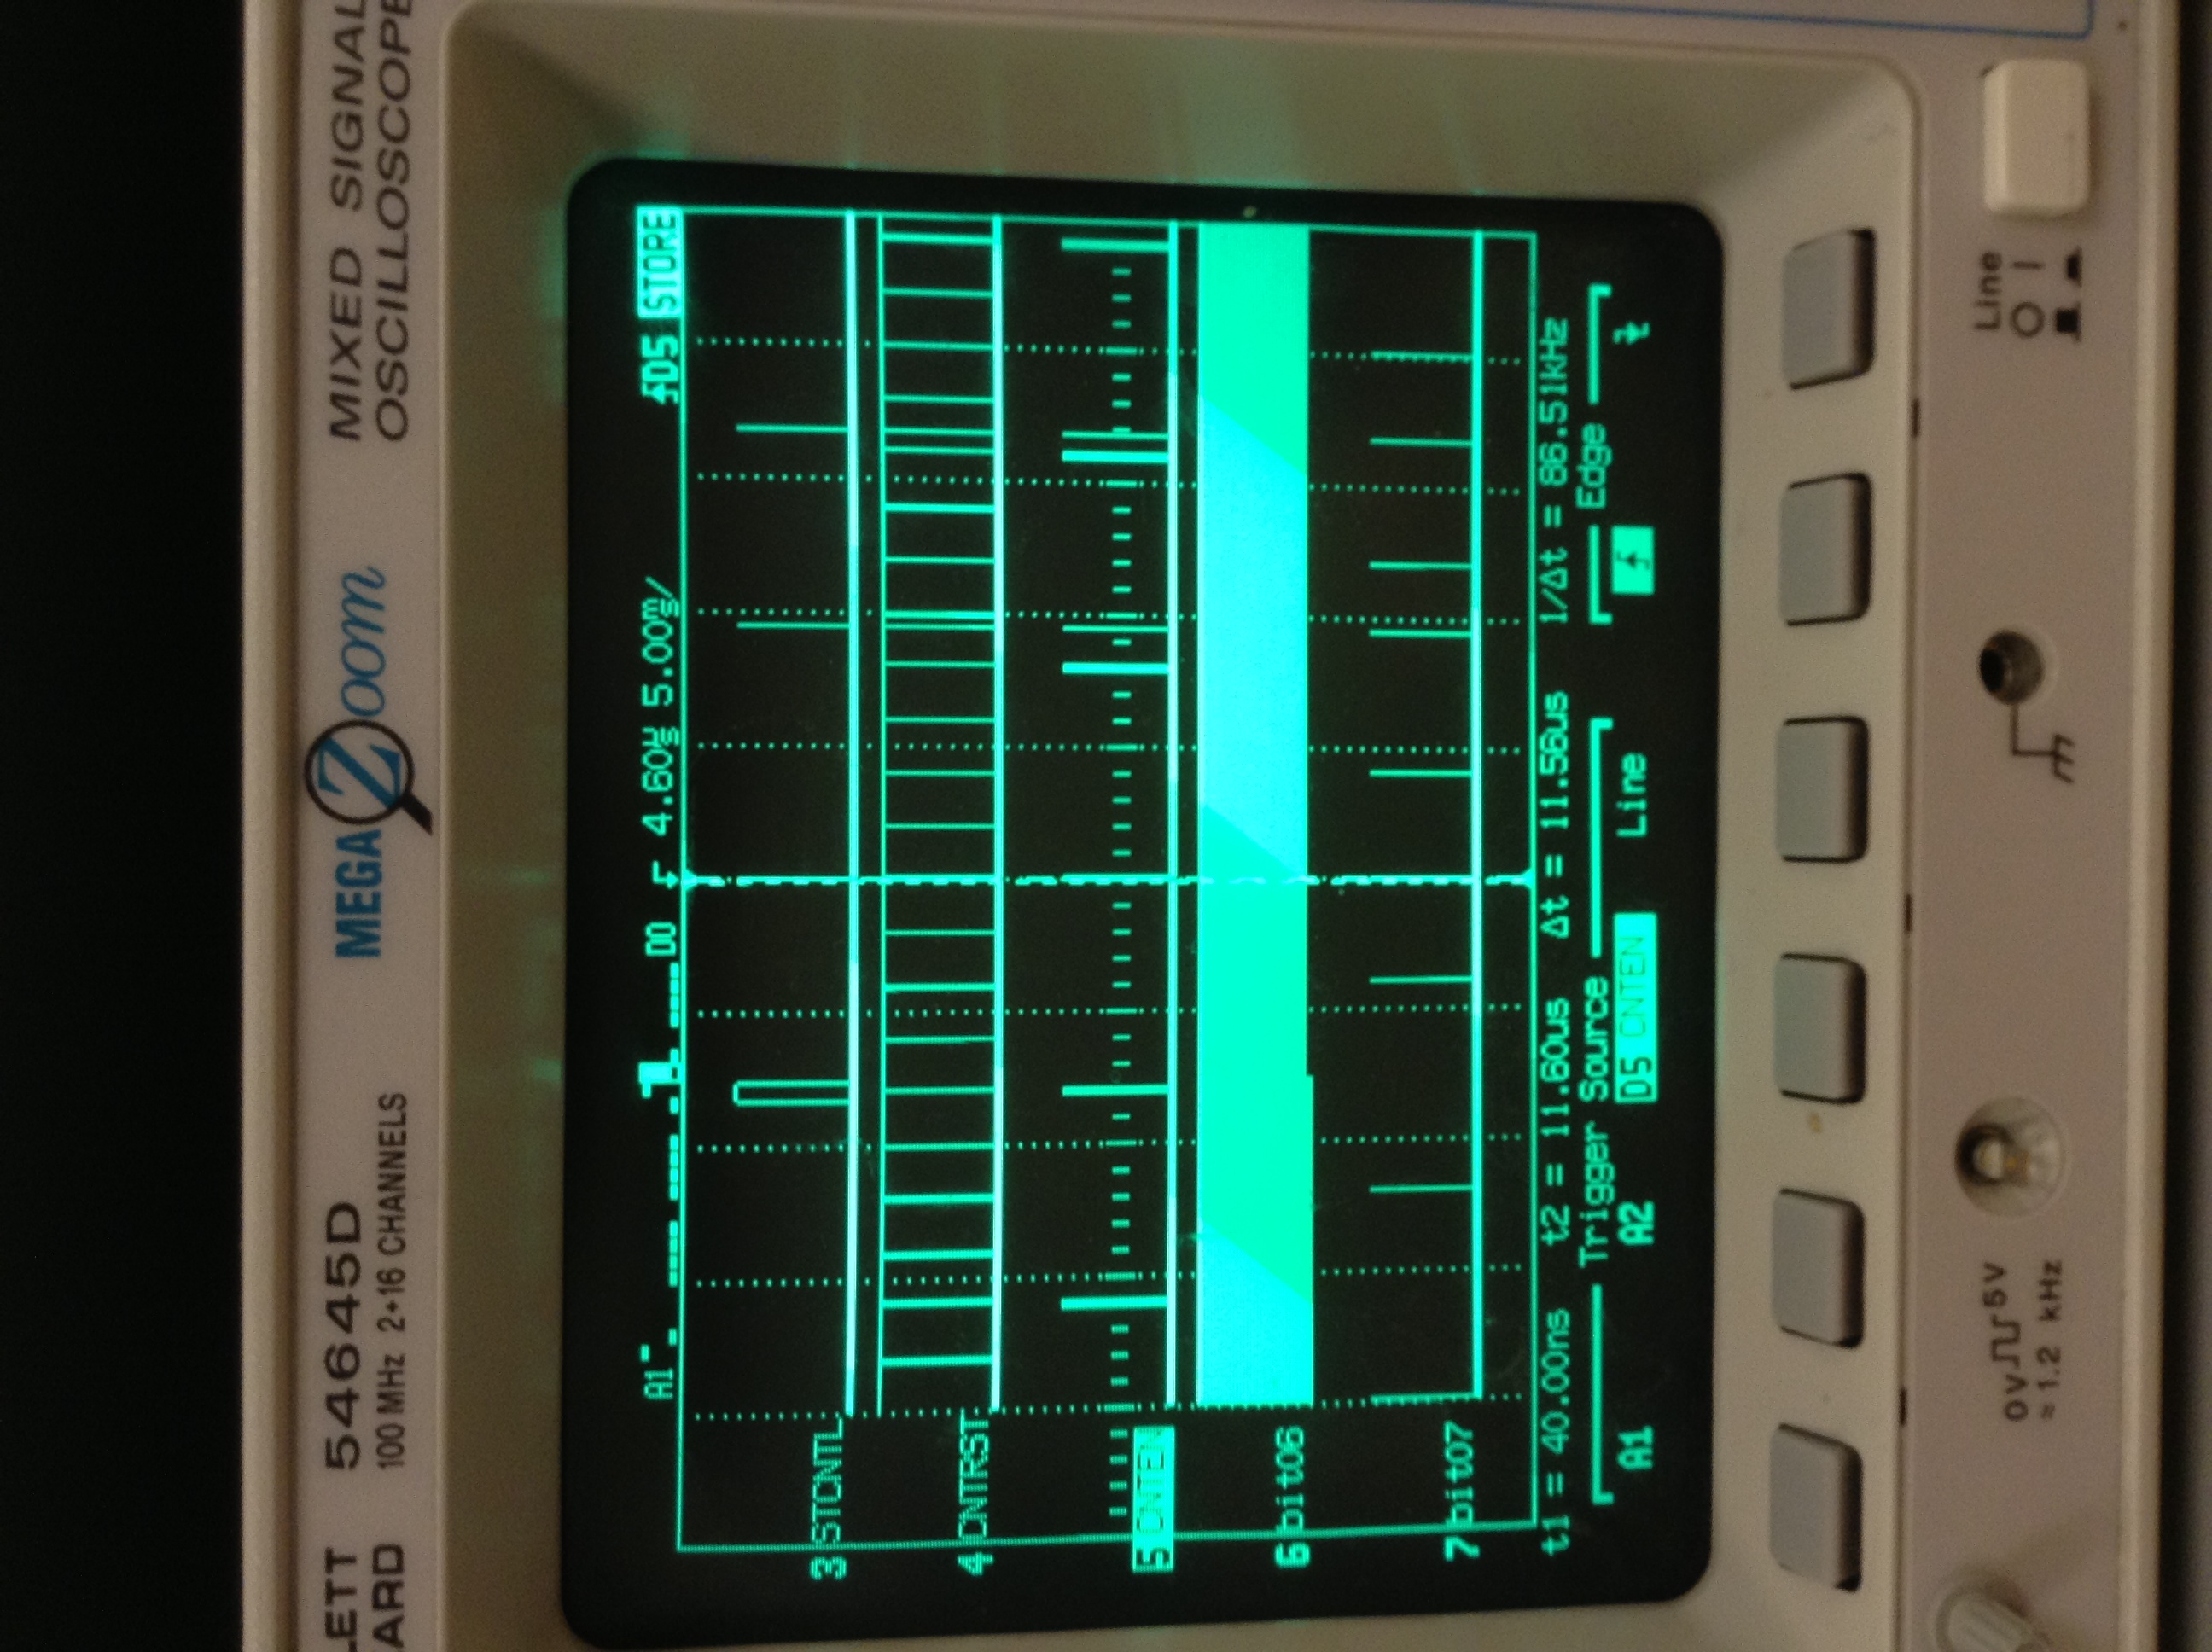 LETT 54645D MEGA Zoom MIXED SIGNAL
ARD 100 MHz 2+16 CHANNELS OSCILLOSCOPE
A1 D0 4.60us 5.00ms/ D5 STORE
3 STCNTL
4 CNTRST
5 CNTEN
6 bit06
7 bit07
t1 = 40.00ns t2 = 11.60us Δt = 11.56us 1/Δt = 86.51kHz
Trigger Source Edge
A1 A2 D5 CNTEN Line
0V 5V Line
≈ 1.2 kHz